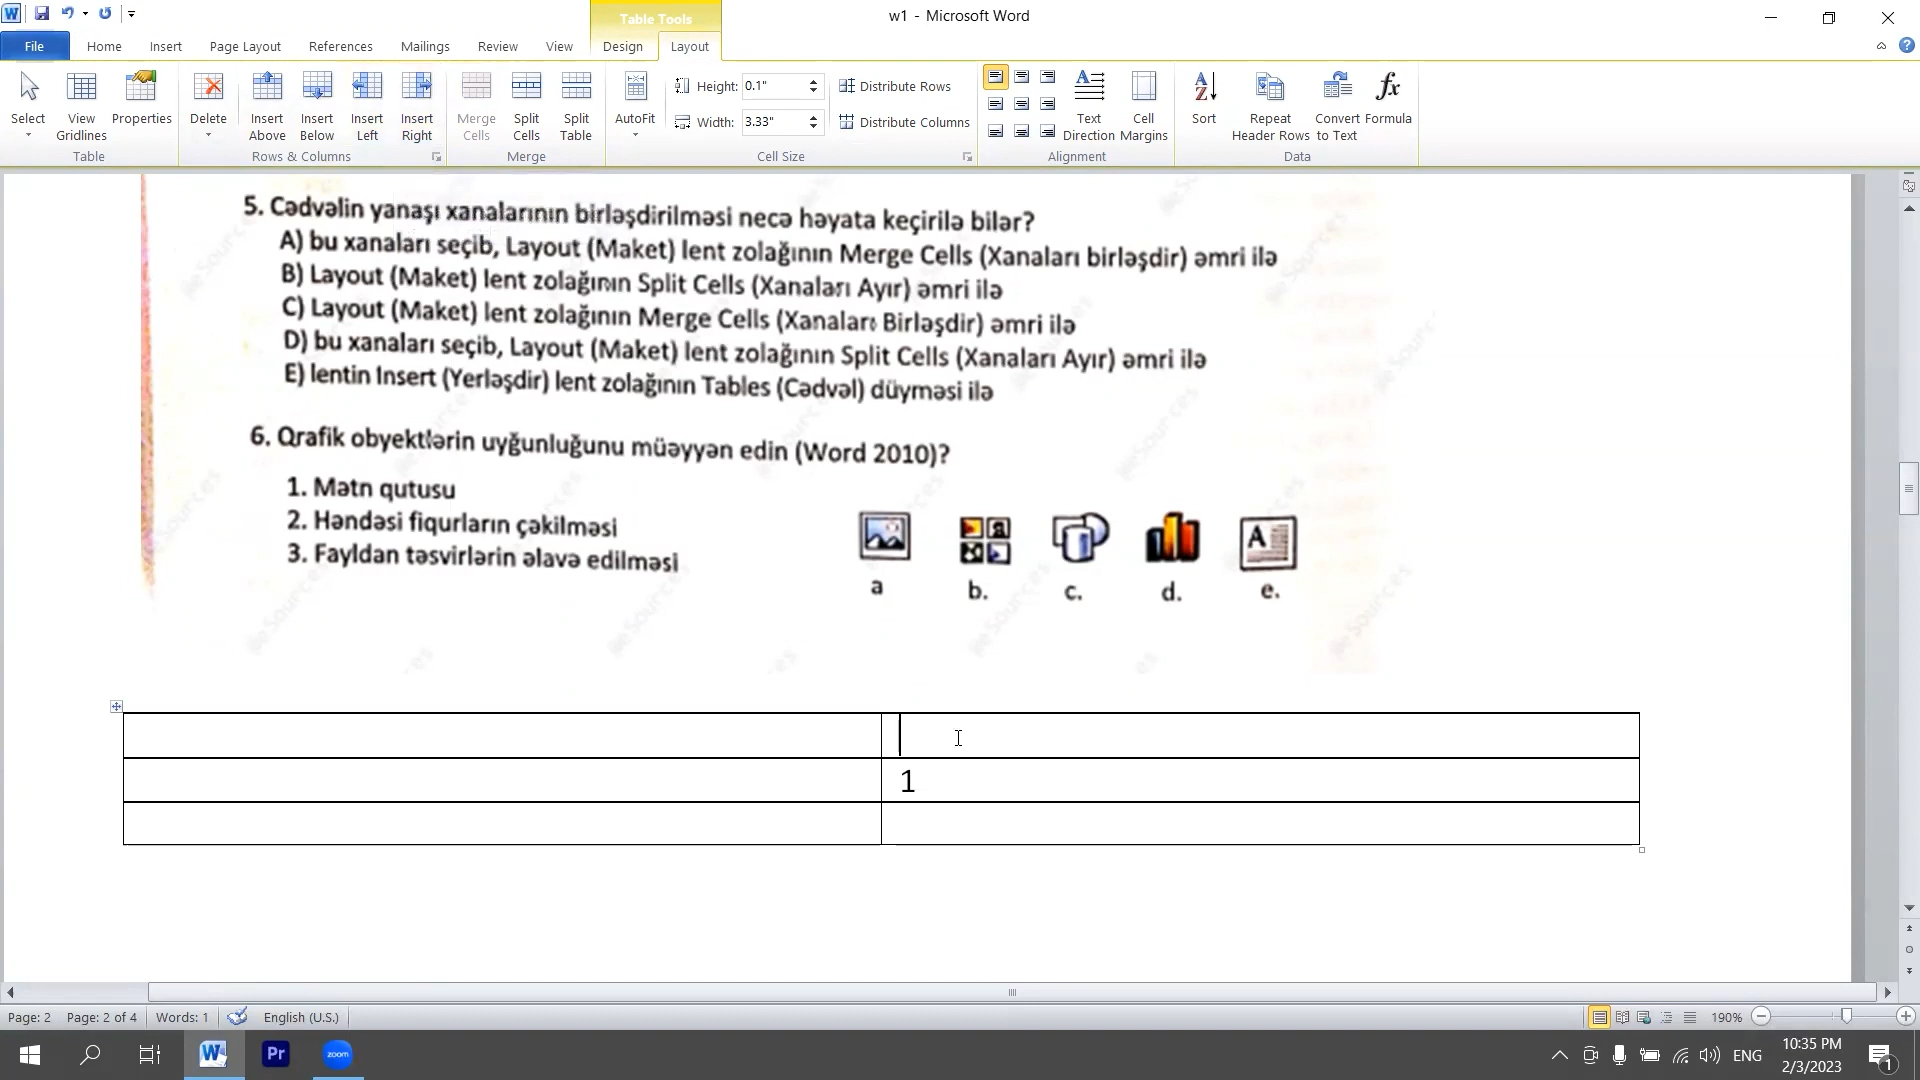 Table Tools
w1 - Microsoft Word
File
Home
Insert
Page Layout
References
Mailings
Review
View
Design
Layout
Select
View Gridlines
Properties
Table
Delete
Insert Above
Insert Below
Insert Left
Insert Right
Rows & Columns
Merge Cells
Split Cells
Split Table
Merge
AutoFit
Height: 0.1"
Width: 3.33"
Distribute Rows
Distribute Columns
Cell Size
Text Direction
Cell Margins
Alignment
Sort
Repeat Header Rows
Convert to Text
Formula
Data
5. Cədvəlin yanaşı xanalarının birləşdirilməsi necə həyata keçirilə bilər?
A) bu xanaları seçib, Layout (Maket) lent zolağının Merge Cells (Xanaları birləşdir) əmri ilə
B) Layout (Maket) lent zolağının Split Cells (Xanaları Ayır) əmri ilə
C) Layout (Maket) lent zolağının Merge Cells (Xanaları Birləşdir) əmri ilə
D) bu xanaları seçib, Layout (Maket) lent zolağının Split Cells (Xanaları Ayır) əmri ilə
E) lentin Insert (Yerləşdir) lent zolağının Tables (Cədvəl) düyməsi ilə
6. Qrafik obyektlərin uyğunluğunu müəyyən edin (Word 2010)?
1. Mətn qutusu
2. Həndəsi fiqurların çəkilməsi
3. Fayldan təsvirlərin əlavə edilməsi
A
a b. c. d. e.
1
Page: 2 Page: 2 of 4 Words: 1 English (U.S.)
190%
W Pr zoom
ENG
10:35 PM
2/3/2023
1